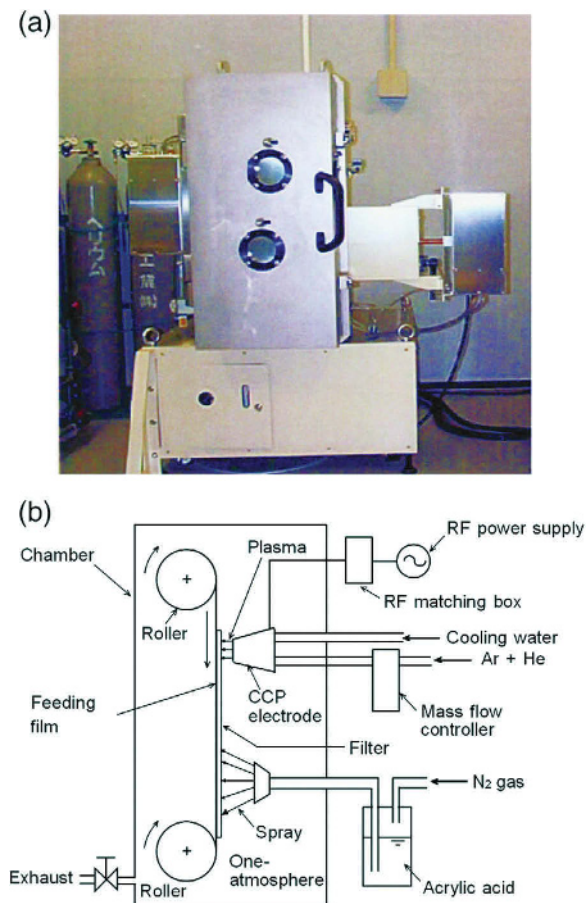 (a)
ヘリウム
工業(株)
(b)
Chamber
Plasma
RF power supply
Roller
RF matching box
Cooling water
Ar + He
CCP
electrode
Mass flow
controller
Feeding
film
Filter
N₂ gas
Spray
One-
atmosphere
Exhaust
Roller
Acrylic acid